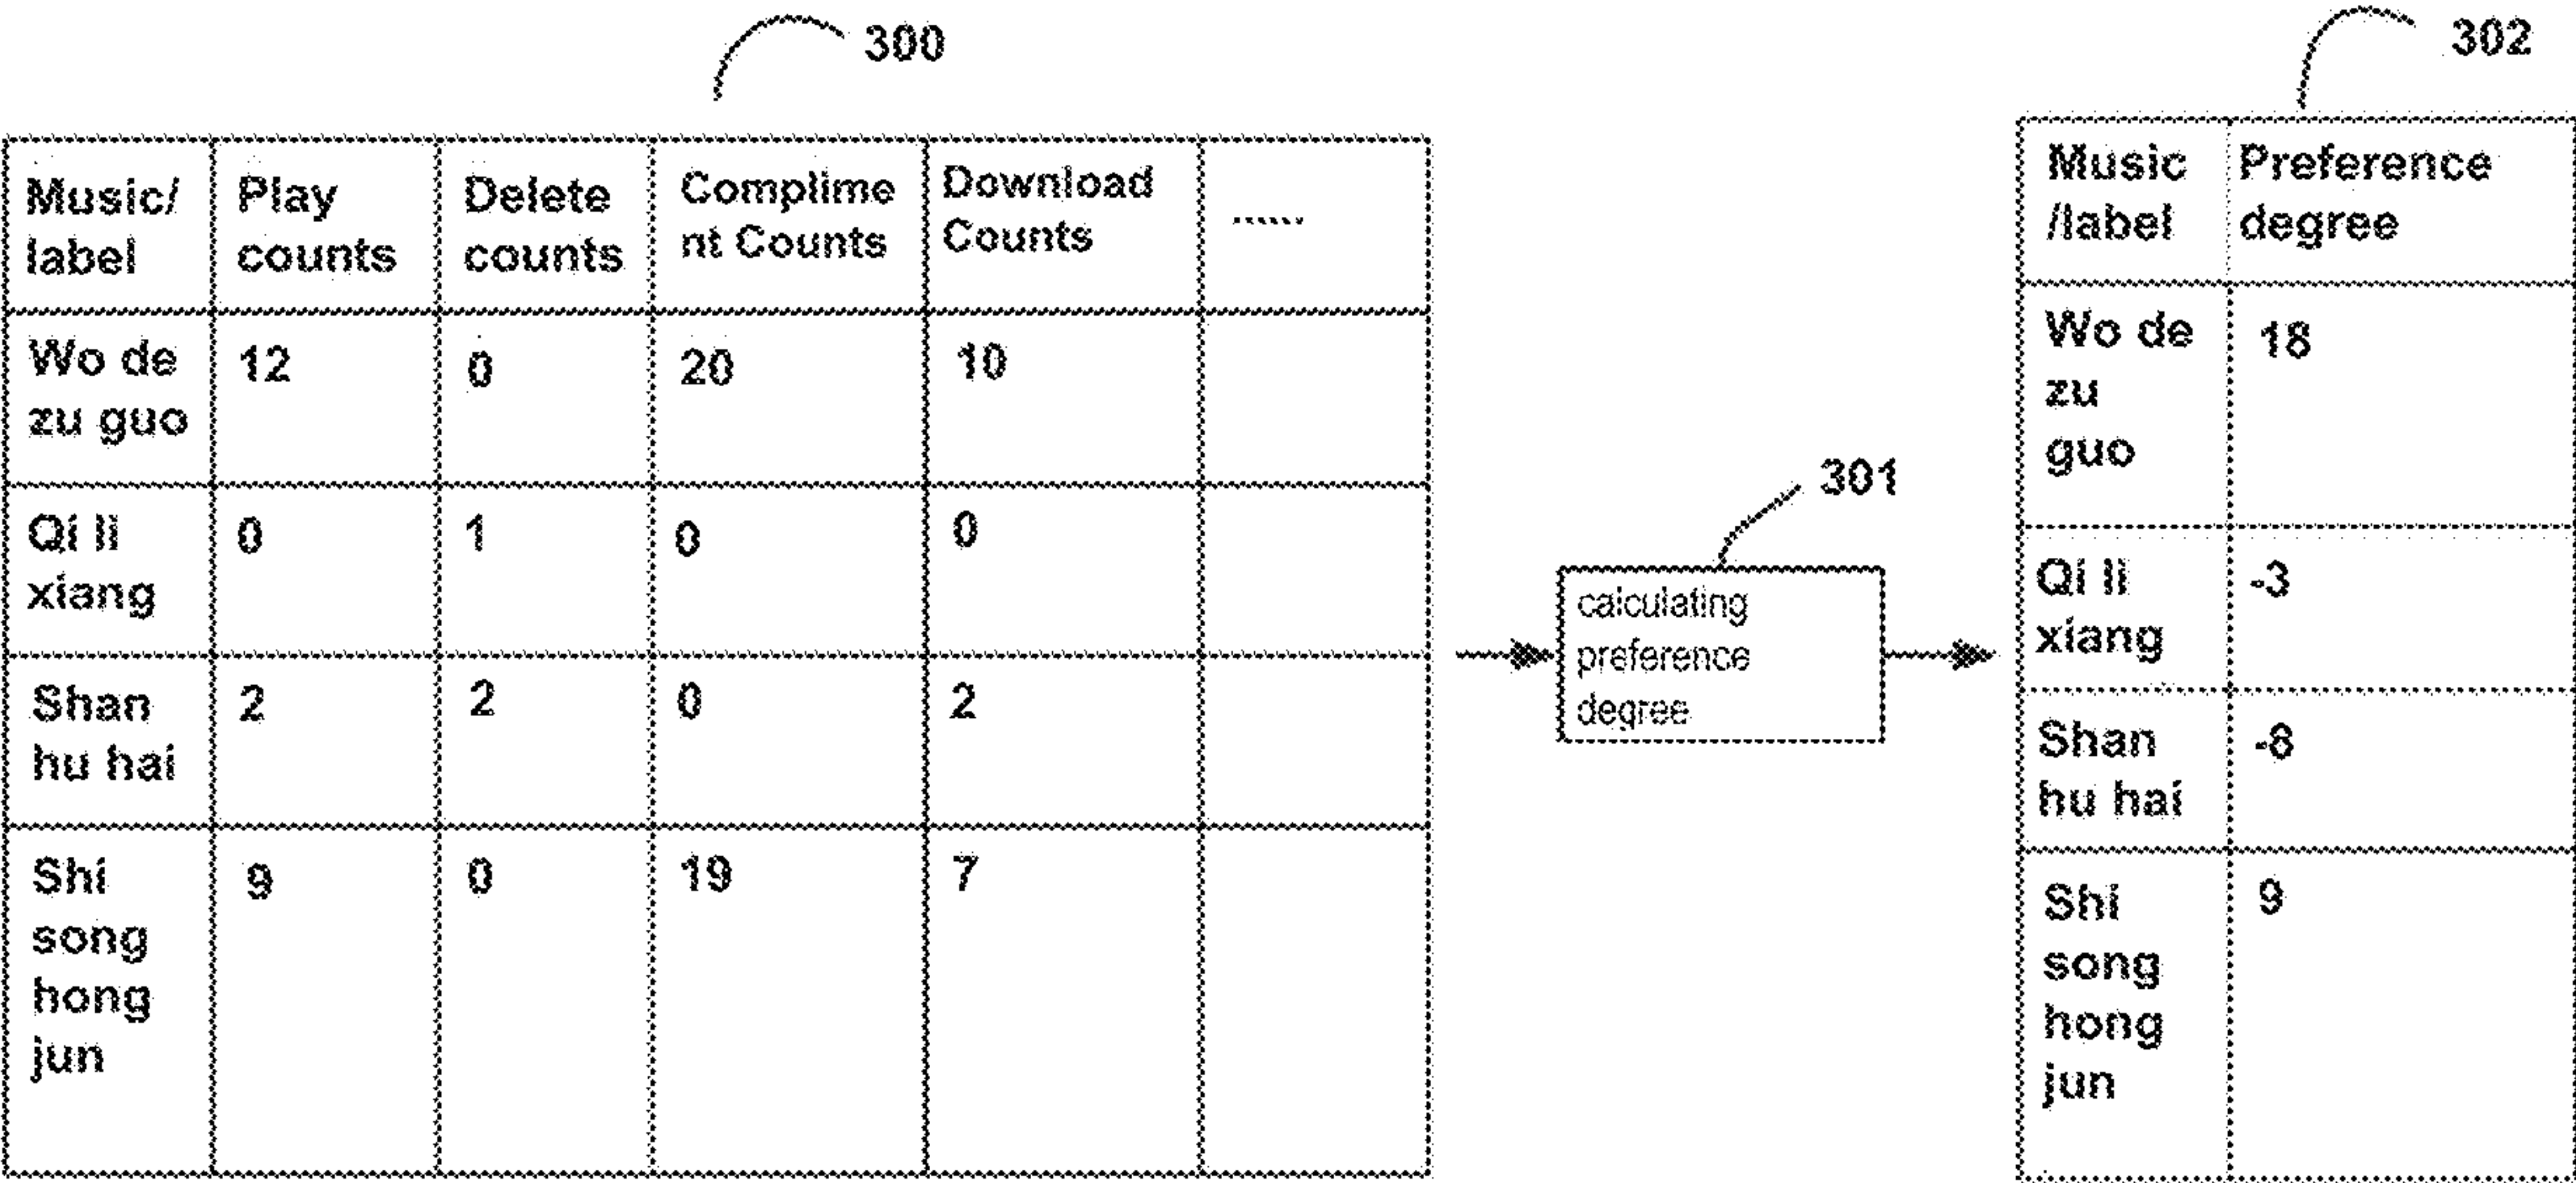 300
302
Music/
label
Play
counts
Delete
counts
Complime
nt Counts
Download
Counts
......
Wo de
zu guo
12
0
20
10
Qi li
xiang
0
1
0
0
Shan
hu hai
2
2
0
2
Shi
song
hong
jun
9
0
19
7
301
calculating
preference
degree
Music
/label
Preference
degree
Wo de
zu
guo
18
Qi li
xiang
-3
Shan
hu hai
-8
Shi
song
hong
jun
9